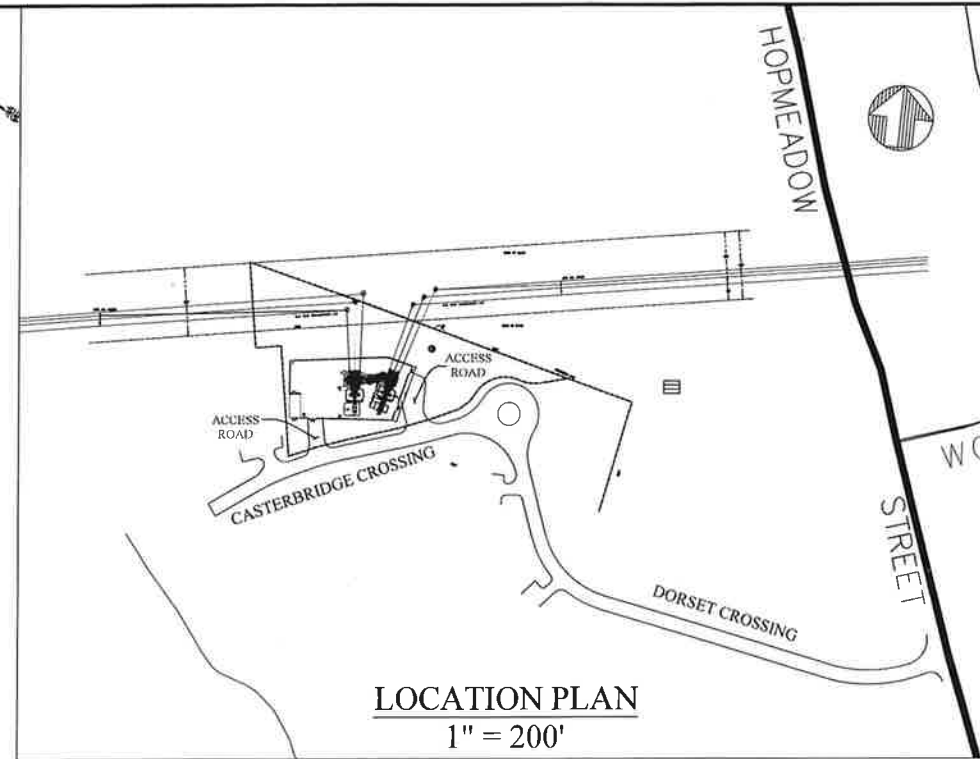 HOPMEADOW
STREET
ACCESS
ROAD
ACCESS
ROAD
CASTERBRIDGE CROSSING
DORSET CROSSING
LOCATION PLAN
1" = 200'